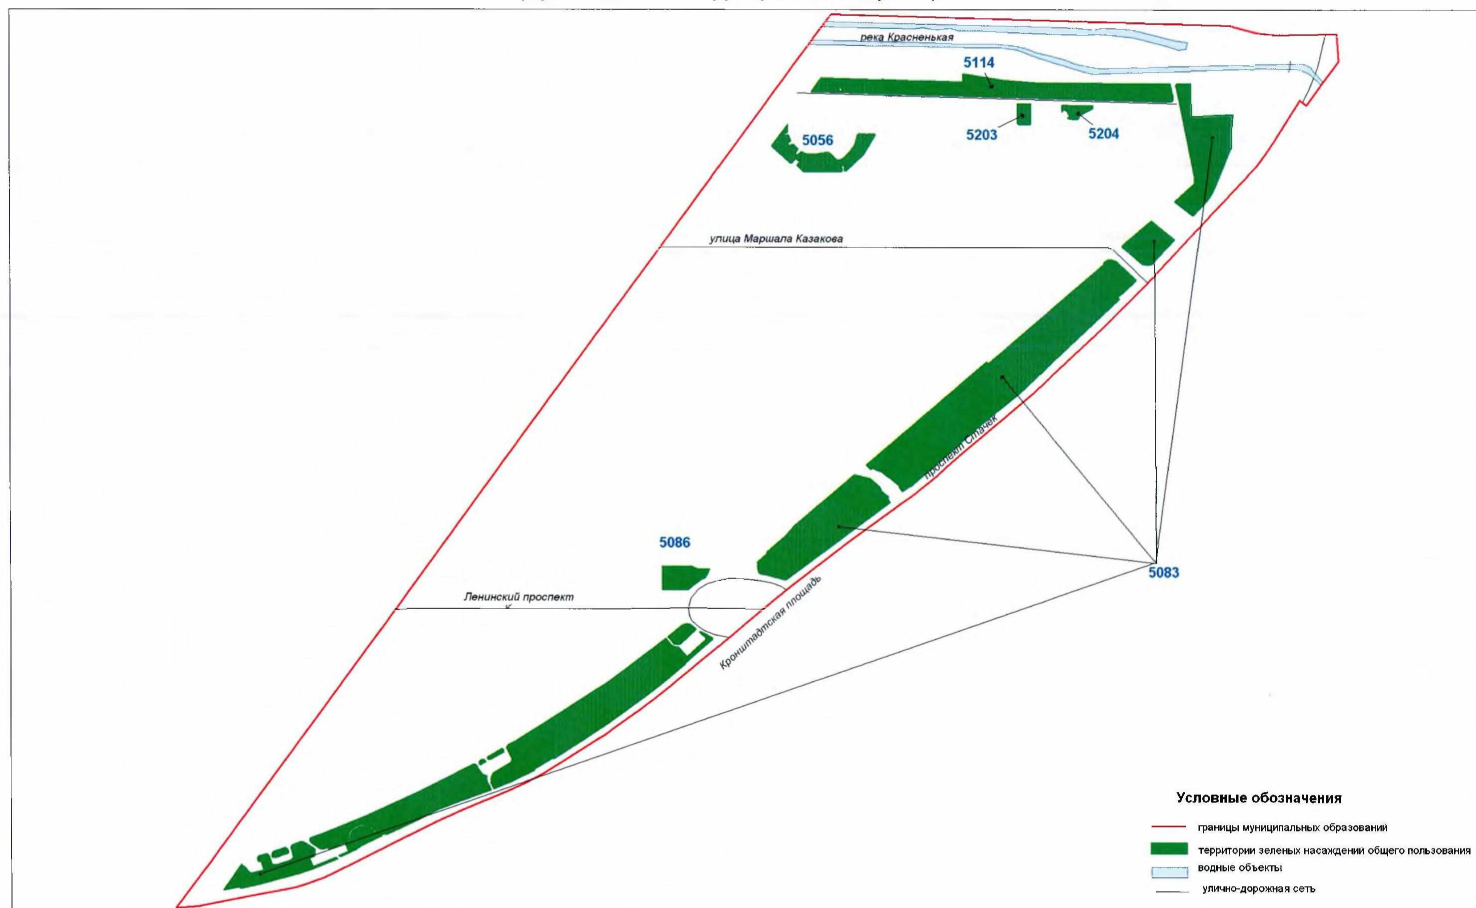 река Красненькая
5114
5203
5204
5056
улица Маршала Казакова
проспект Стачек
5086
5083
Ленинский проспект
Кронштадтская площадь
Условные обозначения
границы муниципальных образований
территории зеленых насаждений общего пользования
водные объекты
улично-дорожная сеть